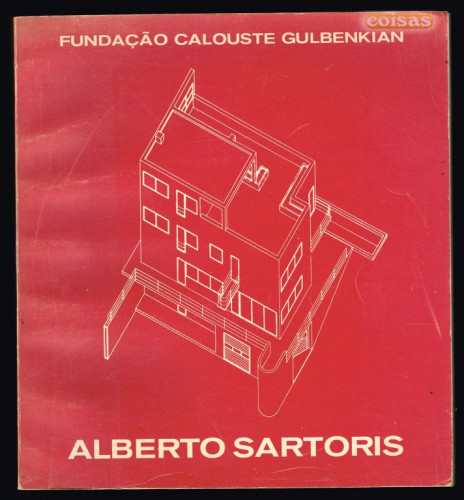 coisas
FUNDAÇÃO CALOUSTE GULBENKIAN
ALBERTO SARTORIS